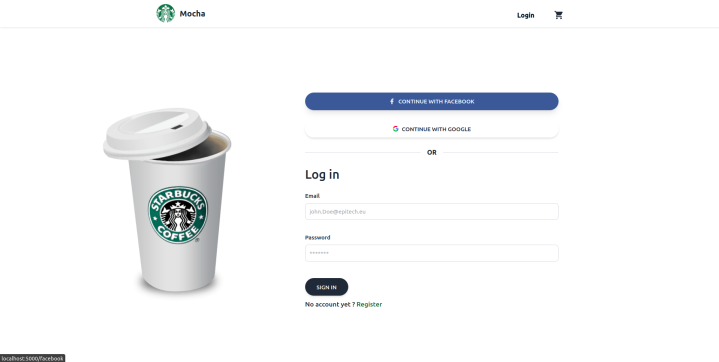 Mocha
Login
CONTINUE WITH FACEBOOK
CONTINUE WITH GOOGLE
OR
Log in
Email
john.Doe@epitech.eu
Password
*******
SIGN IN
No account yet ? Register
STARBUCKS
COFFEE
®
localhost:5000/facebook